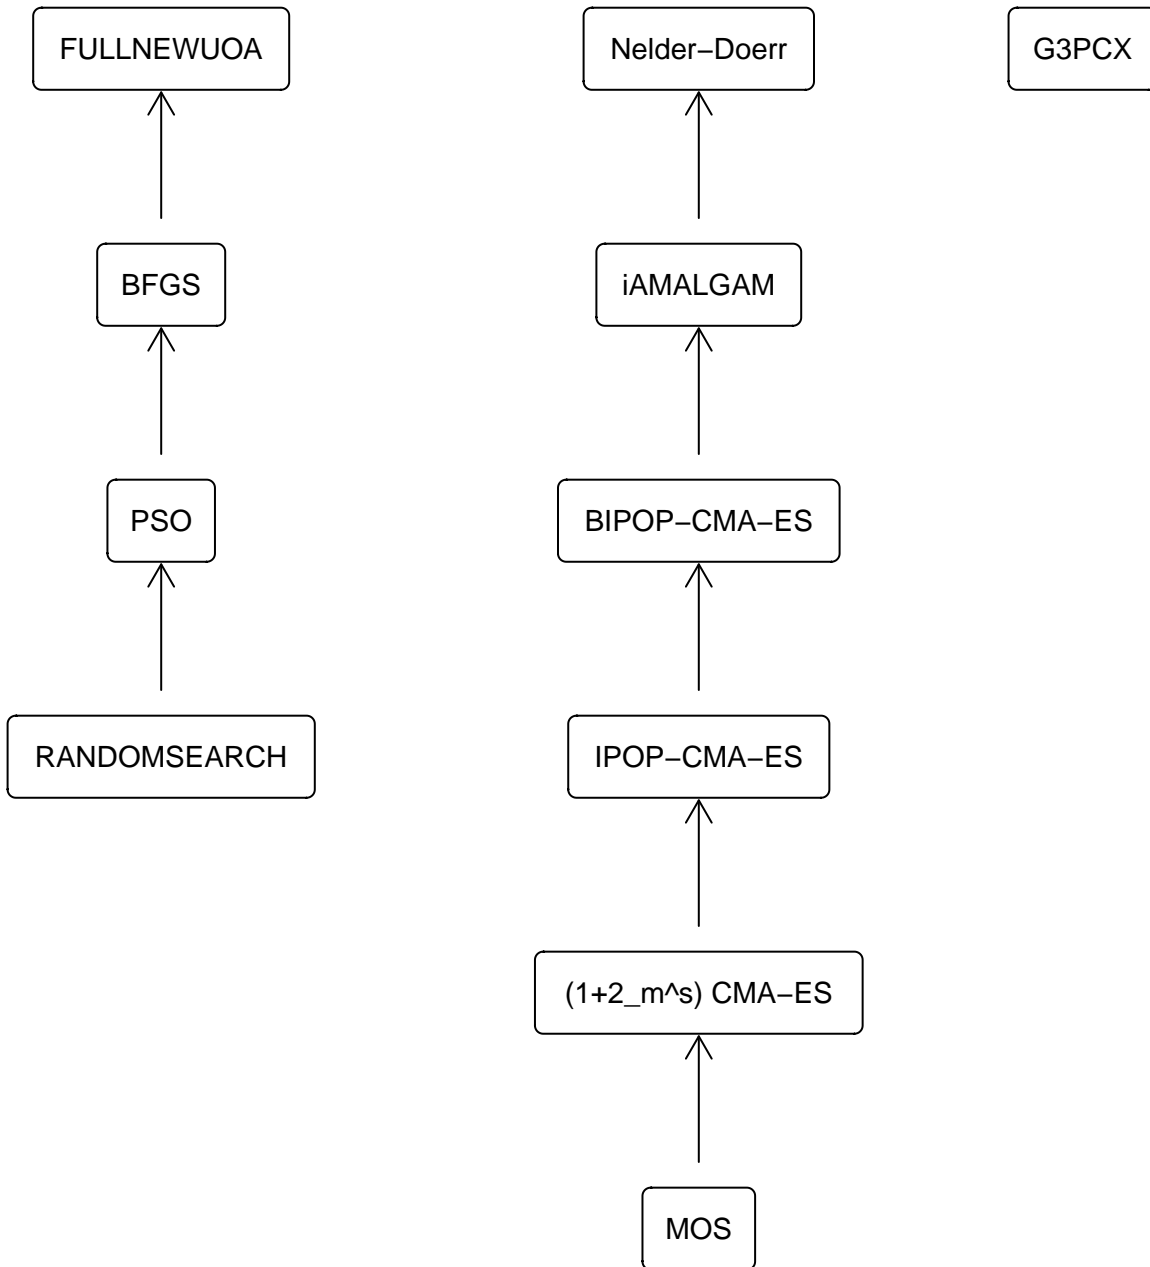 FULLNEWUOA
Nelder−Doerr
G3PCX
BFGS
iAMALGAM
PSO
BIPOP−CMA−ES
RANDOMSEARCH
IPOP−CMA−ES
(1+2_m^s) CMA−ES
MOS